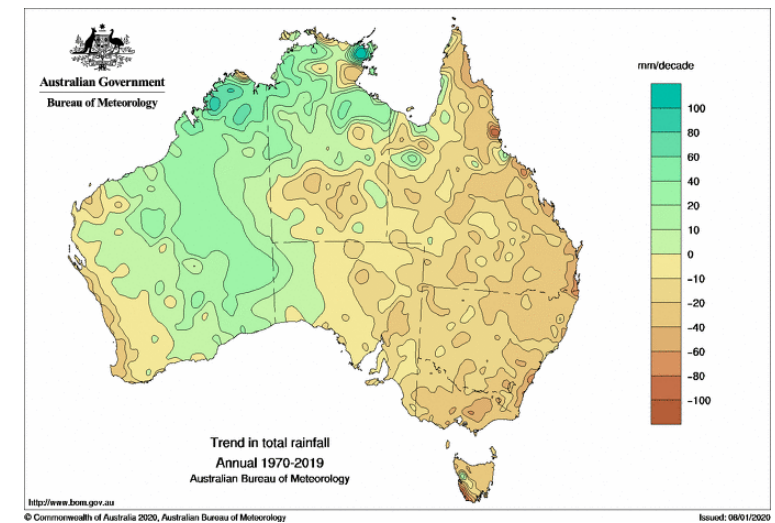 Australian Government
Bureau of Meteorology
mm/decade
100
80
60
40
20
10
0
-10
-20
-40
-60
-80
-100
Trend in total rainfall
Annual 1970-2019
Australian Bureau of Meteorology
http://www.bom.gov.au
© Commonwealth of Australia 2020, Australian Bureau of Meteorology
Issued: 08/01/2020